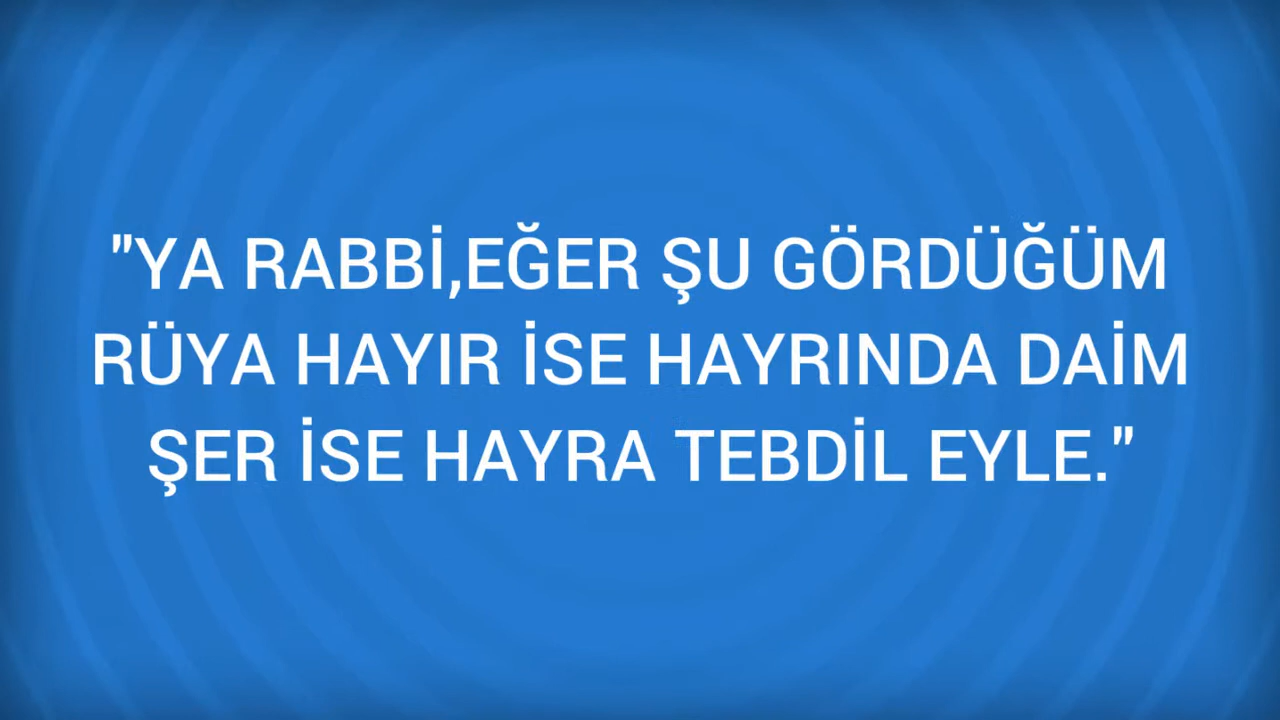 "YA RABBİ,EĞER ŞU GÖRDÜĞÜM
RÜYA HAYIR İSE HAYRINDA DAİM
ŞER İSE HAYRA TEBDİL EYLE."